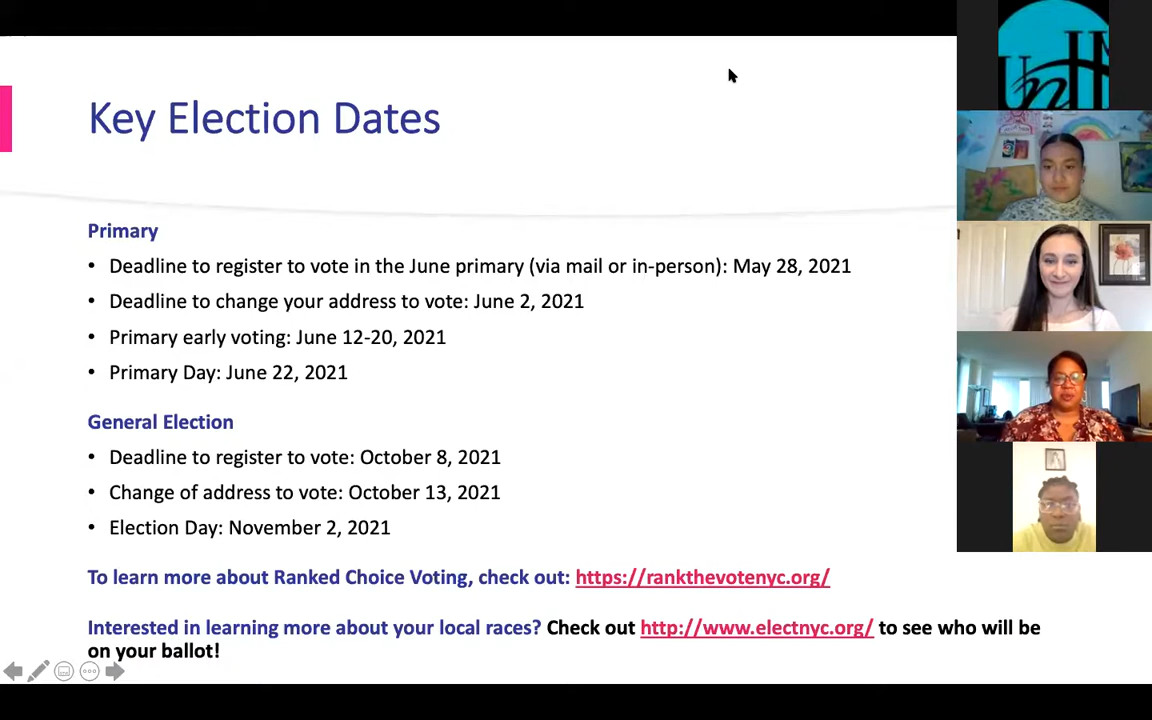 Key Election Dates
Primary
• Deadline to register to vote in the June primary (via mail or in-person): May 28, 2021
• Deadline to change your address to vote: June 2, 2021
• Primary early voting: June 12-20, 2021
• Primary Day: June 22, 2021
General Election
• Deadline to register to vote: October 8, 2021
• Change of address to vote: October 13, 2021
• Election Day: November 2, 2021
To learn more about Ranked Choice Voting, check out: https://rankthevotenyc.org/
Interested in learning more about your local races? Check out http://www.electnyc.org/ to see who will be
on your ballot!